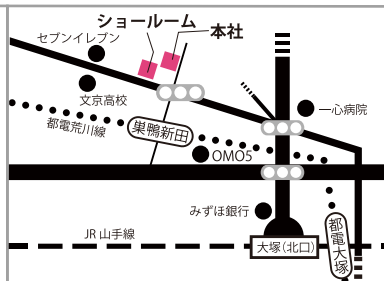 ショールーム
本社
セブンイレブン
文京高校
一心病院
都電荒川線
巣鴨新田
OMO5
みずほ銀行
JR山手線
大塚(北口)
都電大塚